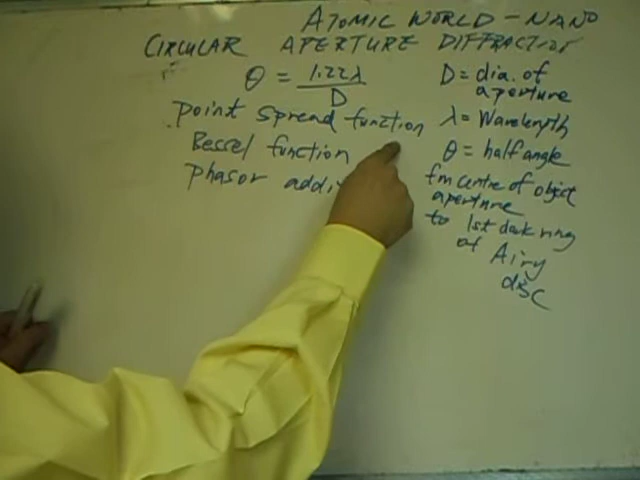 ATOMIC WORLD - NANO
CIRCULAR APERTURE DIFFRACTION
θ = 1.22λ / D
Point spread function
Bessel function
Phasor addi
D = dia. of
aperture
λ = Wavelength
θ = half angle
fm centre of object
aperture
to 1st dark ring
of Airy
disc